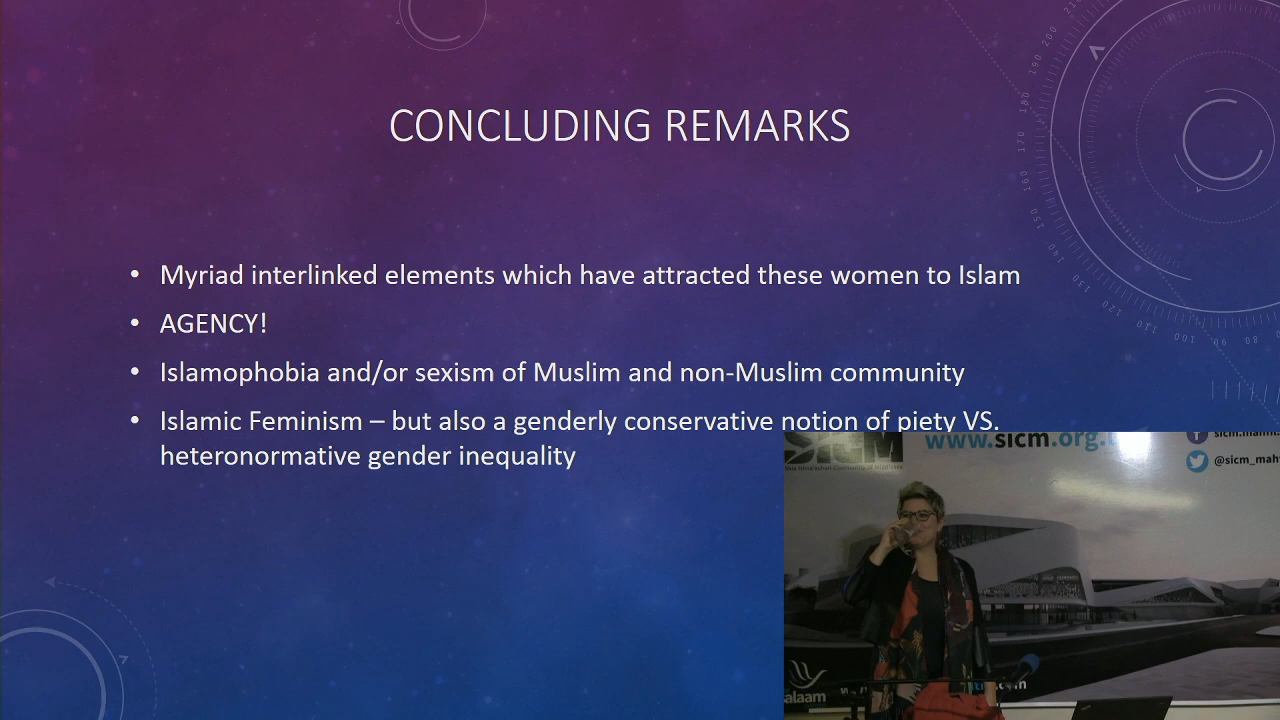 CONCLUDING REMARKS
• Myriad interlinked elements which have attracted these women to Islam
• AGENCY!
• Islamophobia and/or sexism of Muslim and non-Muslim community
• Islamic Feminism – but also a genderly conservative notion of piety VS.
heteronormative gender inequality
SICM
www.sicm.org.
@sicm_mah
alaam